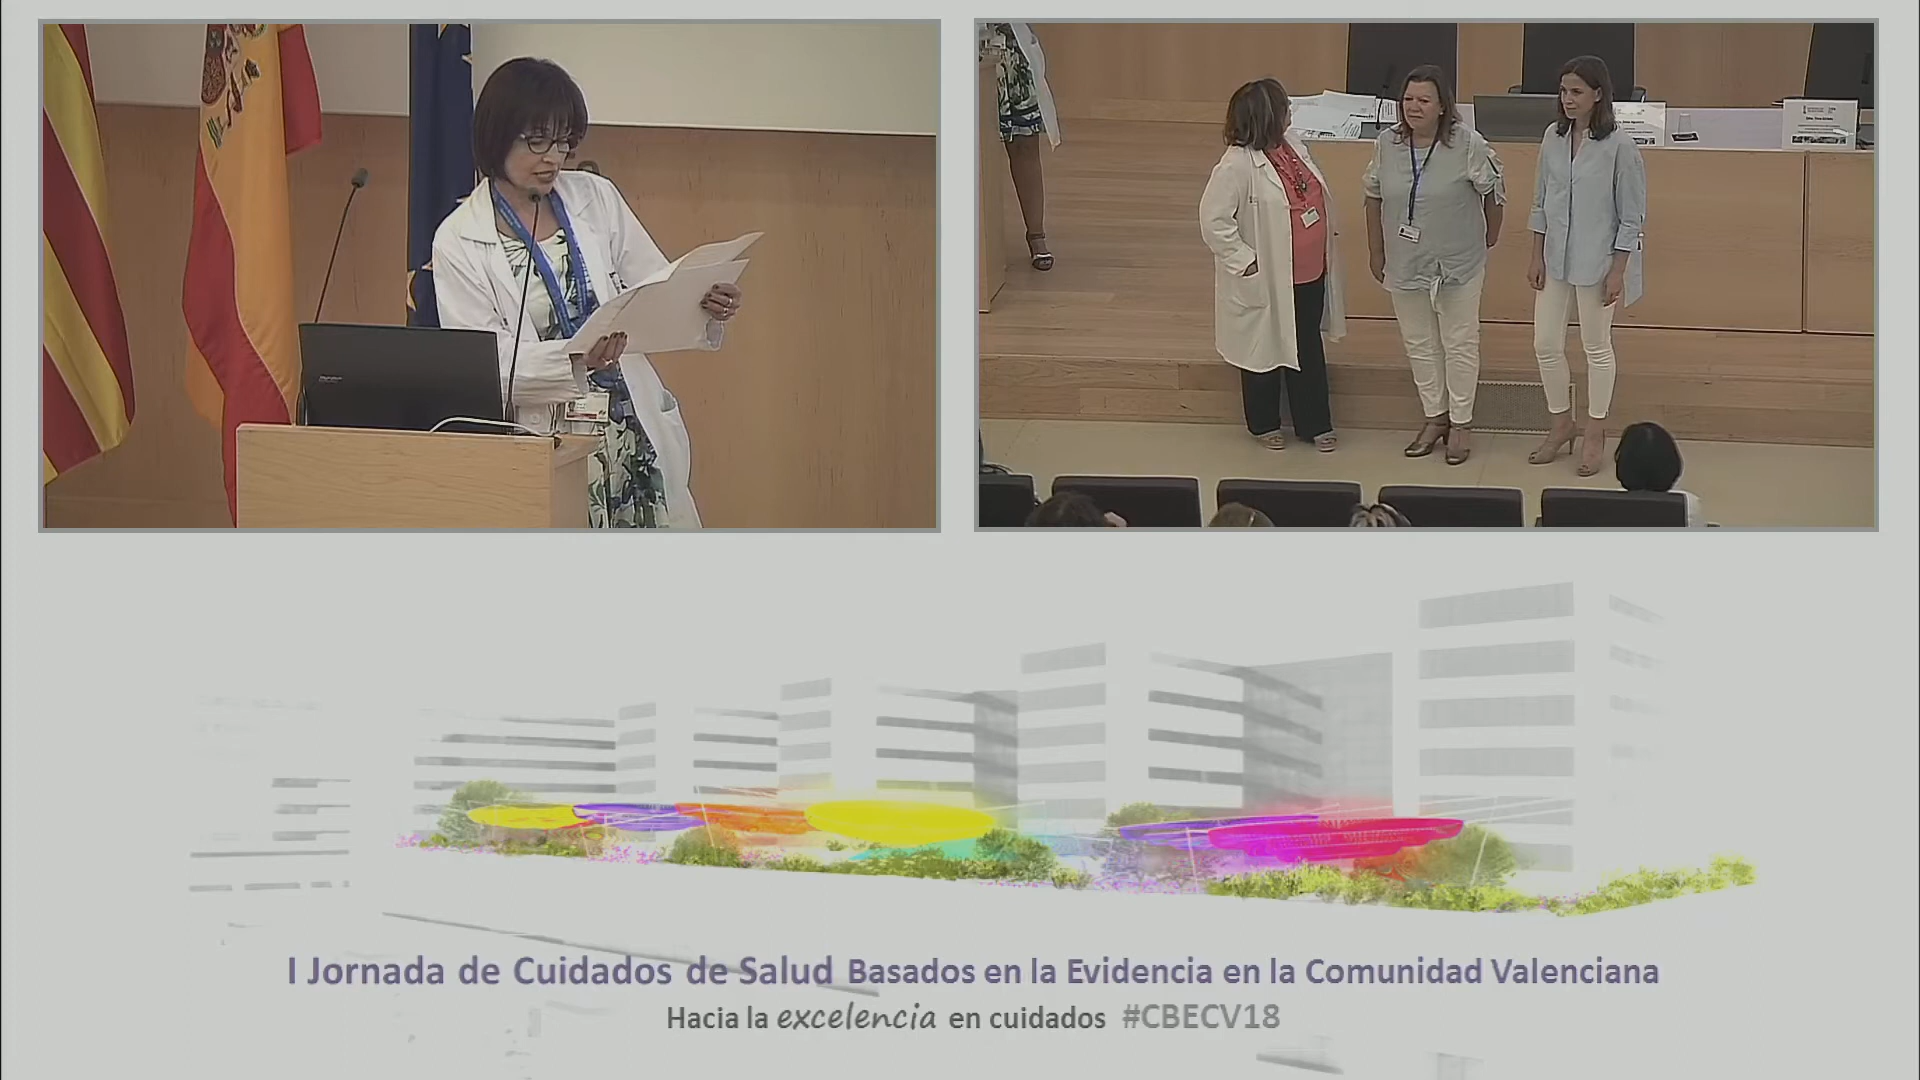 I Jornada de Cuidados de Salud Basados en la Evidencia en la Comunidad Valenciana
Hacia la excelencia en cuidados #CBECV18